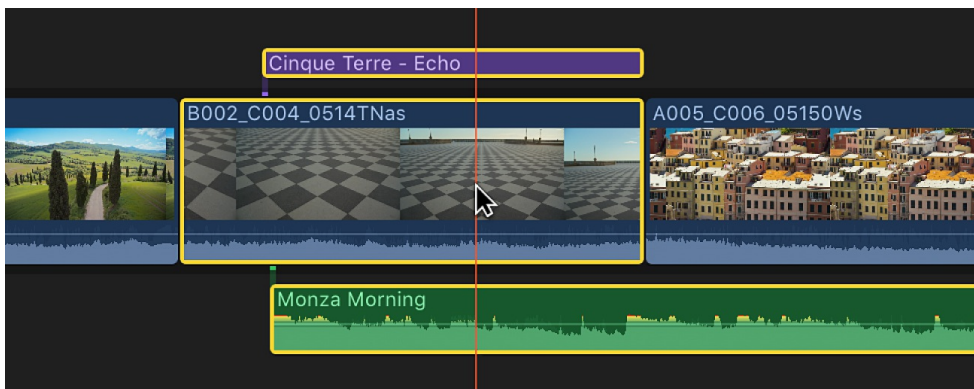 Cinque Terre - Echo
B002_C004_0514TNas
A005_C006_05150Ws
Monza Morning